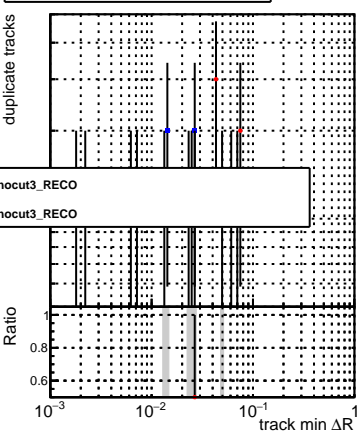 duplicate tracks
nocut3_RECO
nocut3_RECO
Ratio
1
0.8
0.6
10⁻³
10⁻²
10⁻¹
1
track min ΔR